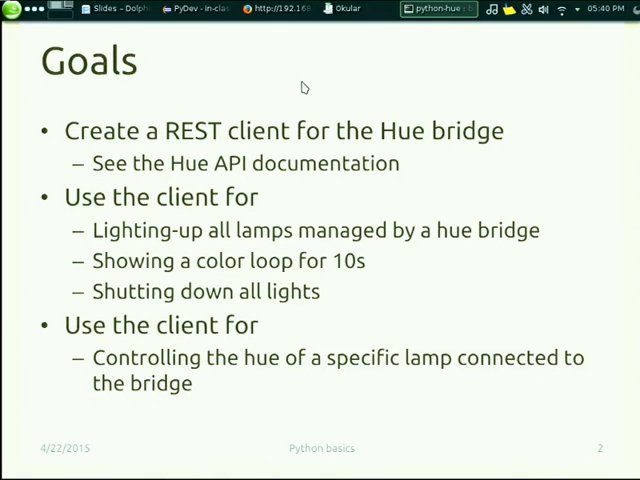 Slides – Dolph
PyDev - in-clas
http://192.168
Okular
python-hue : b
05:40 PM
Goals
• Create a REST client for the Hue bridge
– See the Hue API documentation
• Use the client for
– Lighting-up all lamps managed by a hue bridge
– Showing a color loop for 10s
– Shutting down all lights
• Use the client for
– Controlling the hue of a specific lamp connected to
the bridge
4/22/2015
Python basics
2